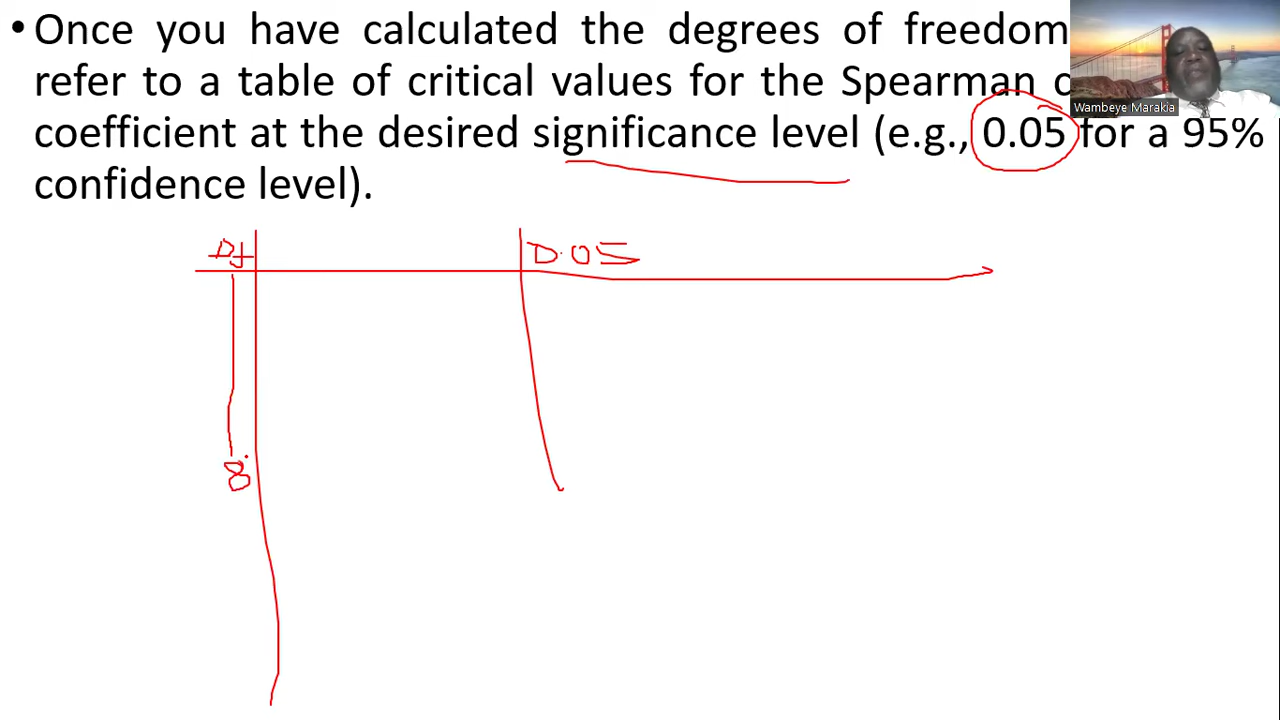 • Once you have calculated the degrees of freedom
refer to a table of critical values for the Spearman c
Wambeye Marakia
coefficient at the desired significance level (e.g., 0.05 for a 95%
confidence level).
Df 0.05
8